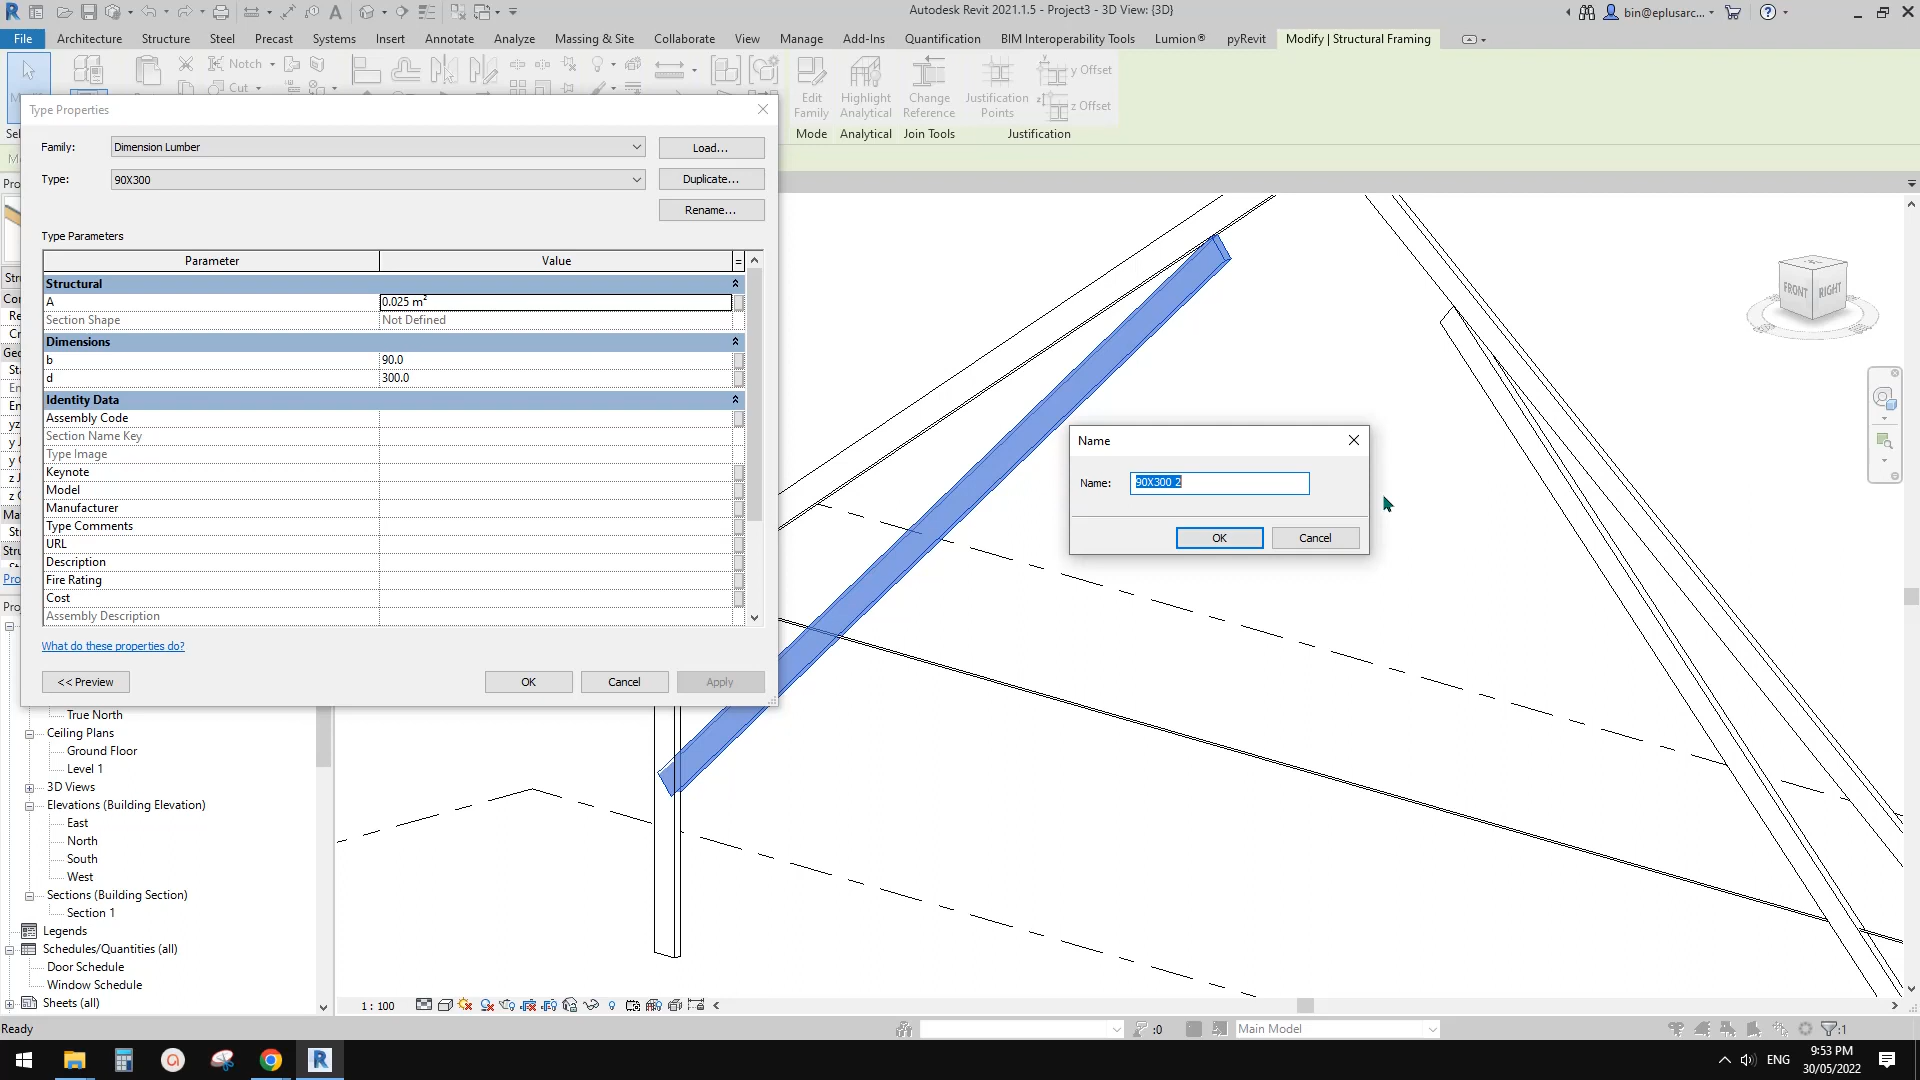 Autodesk Revit 2021.1.5 - Project3 - 3D View: {3D}
bin@eplusarc...
File Architecture Structure Steel Precast Systems Insert Annotate Analyze Massing & Site Collaborate View Manage Add-Ins Quantification BIM Interoperability Tools Lumion® pyRevit Modify | Structural Framing
Notch
Cut
Edit Family
Highlight Analytical
Change Reference
Justification Points
y Offset
z Offset
Mode Analytical Join Tools Justification
Type Properties
Family: Dimension Lumber Load...
Type: 90X300 Duplicate...
Rename...
Type Parameters
Parameter Value =
Structural
A 0.025 m²
Section Shape Not Defined
Dimensions
b 90.0
d 300.0
Identity Data
Assembly Code
Section Name Key
Type Image
Keynote
Model
Manufacturer
Type Comments
URL
Description
Fire Rating
Cost
Assembly Description
What do these properties do?
<< Preview OK Cancel Apply
Name
Name: 90X300 2
OK Cancel
FRONT RIGHT
True North
Ceiling Plans
Ground Floor
Level 1
3D Views
Elevations (Building Elevation)
East
North
South
West
Sections (Building Section)
Section 1
Legends
Schedules/Quantities (all)
Door Schedule
Window Schedule
Sheets (all)
1 : 100
Ready
:0
Main Model
:1
ENG
9:53 PM
30/05/2022